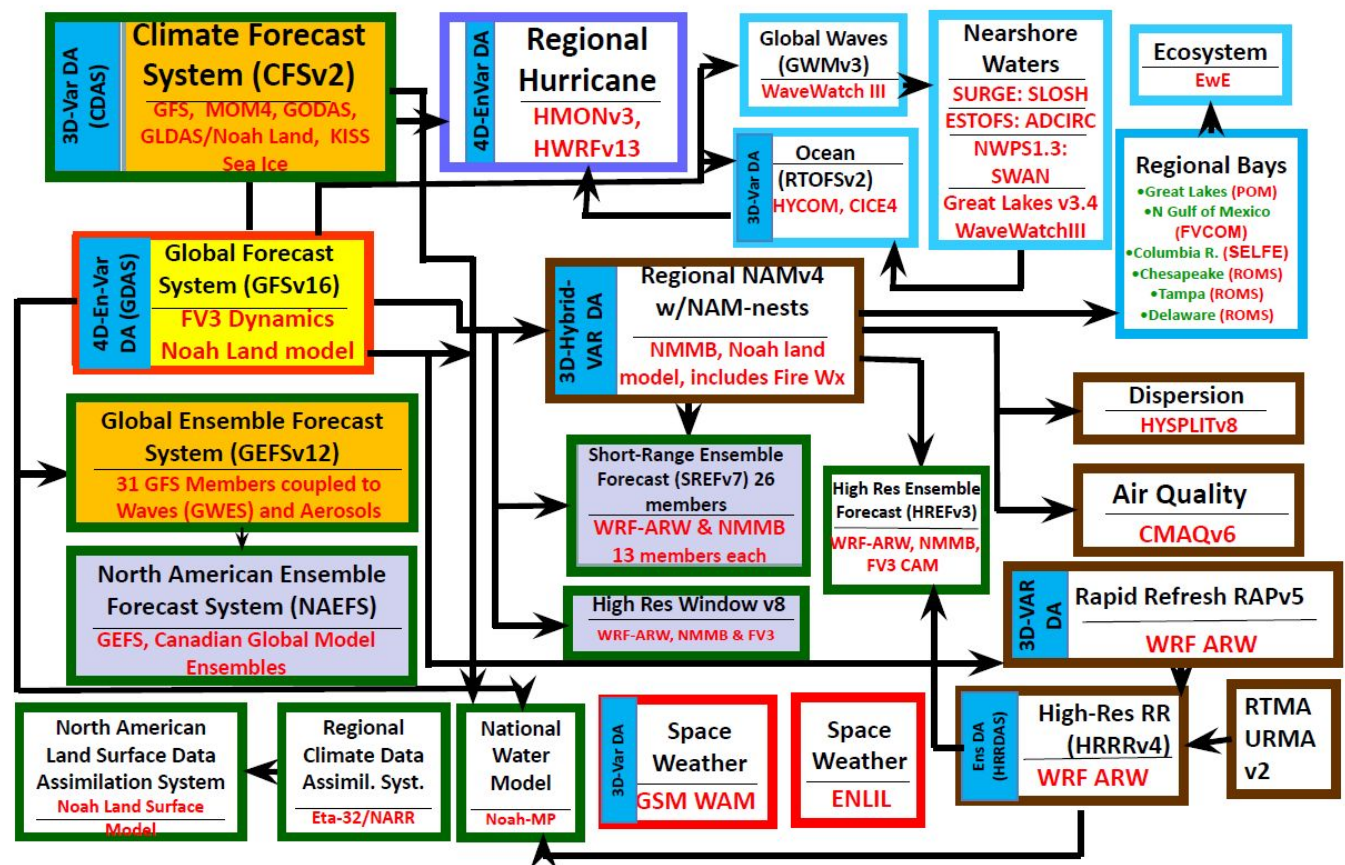 3D-Var DA
(CDAS)
Climate Forecast
System (CFSv2)
GFS, MOM4, GODAS,
GLDAS/Noah Land, KISS
Sea Ice
4D-EnVar DA
Regional
Hurricane
HMONv3,
HWRFv13
Global Waves
(GWMv3)
WaveWatch III
3D-Var DA
Ocean
(RTOFSv2)
HYCOM, CICE4
Nearshore
Waters
SURGE: SLOSH
ESTOFS: ADCIRC
NWPS1.3:
SWAN
Great Lakes v3.4
WaveWatchIII
Ecosystem
EwE
Regional Bays
•Great Lakes (POM)
•N Gulf of Mexico
(FVCOM)
•Columbia R. (SELFE)
•Chesapeake (ROMS)
•Tampa (ROMS)
•Delaware (ROMS)
4D-En-Var
DA (GDAS)
Global Forecast
System (GFSv16)
FV3 Dynamics
Noah Land model
3D-Hybrid-
VAR DA
Regional NAMv4
w/NAM-nests
NMMB, Noah land
model, includes Fire Wx
Global Ensemble Forecast
System (GEFSv12)
31 GFS Members coupled to
Waves (GWES) and Aerosols
Short-Range Ensemble
Forecast (SREFv7) 26
members
WRF-ARW & NMMB
13 members each
High Res Ensemble
Forecast (HREFv3)
WRF-ARW, NMMB,
FV3 CAM
Dispersion
HYSPLITv8
Air Quality
CMAQv6
North American Ensemble
Forecast System (NAEFS)
GEFS, Canadian Global Model
Ensembles
High Res Window v8
WRF-ARW, NMMB & FV3
3D-VAR
DA
Rapid Refresh RAPv5
WRF ARW
North American
Land Surface Data
Assimilation System
Noah Land Surface
Model
Regional
Climate Data
Assimil. Syst.
Eta-32/NARR
National
Water
Model
Noah-MP
3D-Var DA
Space
Weather
GSM WAM
Space
Weather
ENLIL
Ens DA
(HRRDAS)
High-Res RR
(HRRRv4)
WRF ARW
RTMA
URMA
v2